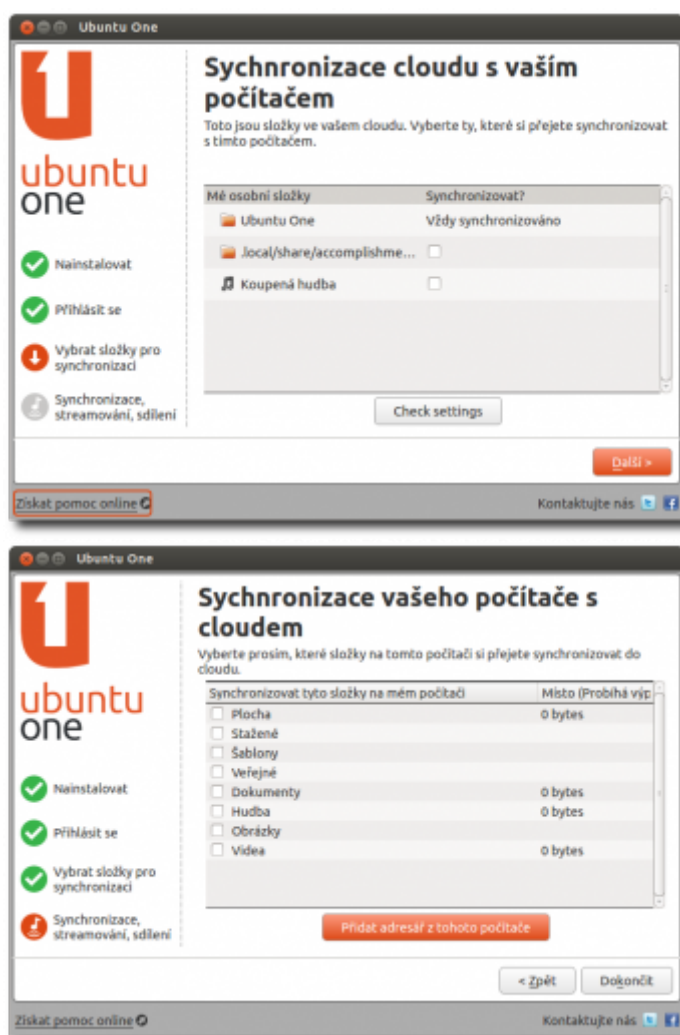 Ubuntu One
Sychnronizace cloudu s vaším
počítačem
Toto jsou složky ve vašem cloudu. Vyberte ty, které si přejete synchronizovat
s tímto počítačem.
ubuntu
one
Mé osobní složky Synchronizovat?
Ubuntu One Vždy synchronizováno
.local/share/accomplishme...
Koupená hudba
Nainstalovat
Přihlásit se
Vybrat složky pro
synchronizaci
Synchronizace,
streamování, sdílení
Check settings
Další >
Získat pomoc online
Kontaktujte nás
Ubuntu One
Sychnronizace vašeho počítače s
cloudem
Vyberte prosím, které složky na tomto počítači si přejete synchronizovat do
cloudu.
ubuntu
one
Synchronizovat tyto složky na mém počítači Místo (Probíhá výp
Plocha 0 bytes
Stažené
Šablony
Veřejné
Dokumenty 0 bytes
Hudba 0 bytes
Obrázky
Videa 0 bytes
Nainstalovat
Přihlásit se
Vybrat složky pro
synchronizaci
Synchronizace,
streamování, sdílení
Přidat adresář z tohoto počítače
< Zpět
Dokončit
Získat pomoc online
Kontaktujte nás